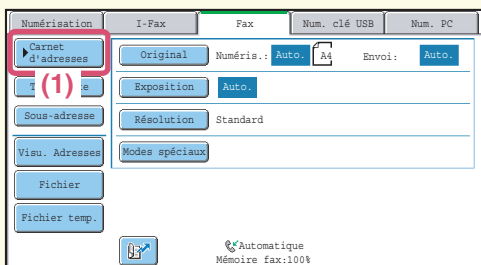 Numérisation I-Fax Fax Num. clé USB Num. PC
Carnet
d'adresses
Original Numéris.: Auto. A4 Envoi: Auto.
(1)
Exposition Auto.
Sous-adresse Résolution Standard
Visu. Adresses Modes spéciaux
Fichier
Fichier temp.
Automatique
Mémoire fax:100%